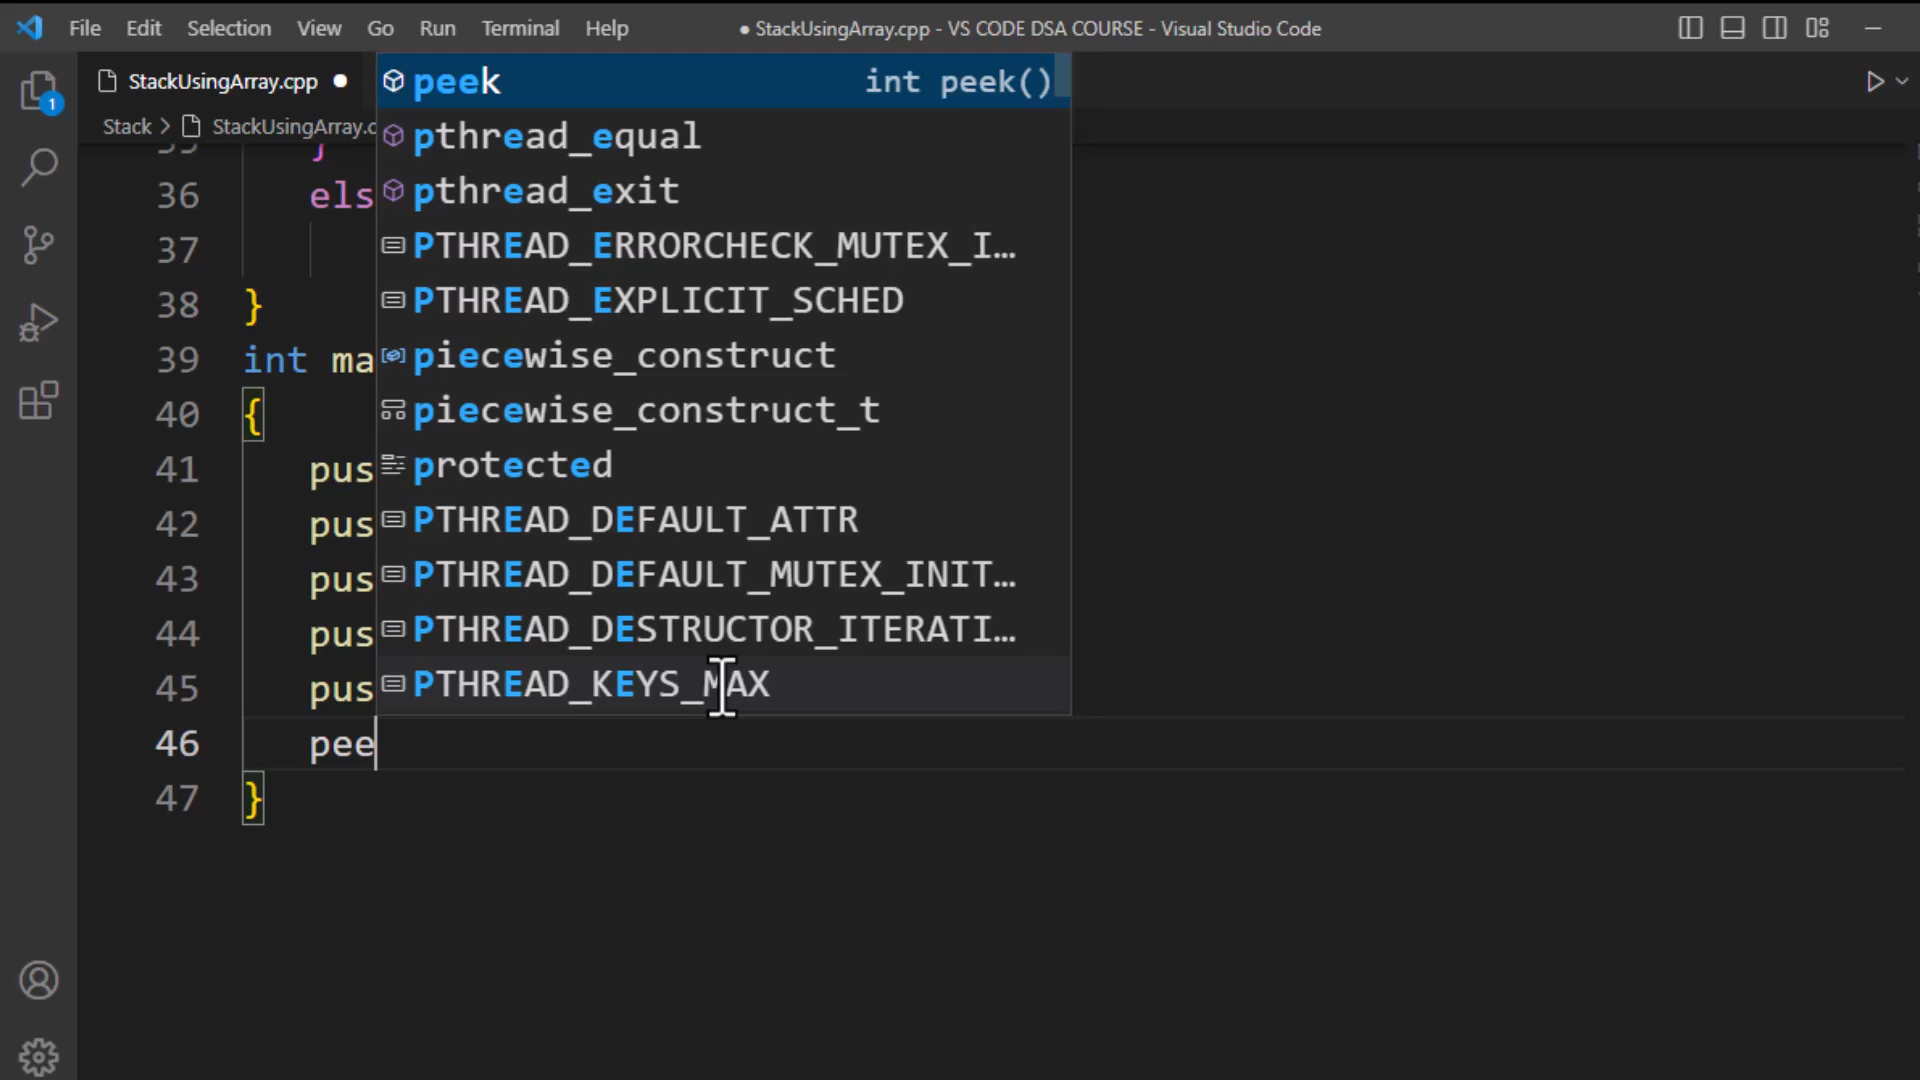 File Edit Selection View Go Run Terminal Help ● StackUsingArray.cpp - VS CODE DSA COURSE - Visual Studio Code
StackUsingArray.cpp ●
1
Stack > StackUsingArray.c
peek int peek()
pthread_equal
pthread_exit
PTHREAD_ERRORCHECK_MUTEX_I…
PTHREAD_EXPLICIT_SCHED
piecewise_construct
piecewise_construct_t
protected
PTHREAD_DEFAULT_ATTR
PTHREAD_DEFAULT_MUTEX_INIT…
PTHREAD_DESTRUCTOR_ITERATI…
PTHREAD_KEYS_MAX
36 els
37
38 }
39 int ma
40 {
41 pus
42 pus
43 pus
44 pus
45 pus
46 pee
47 }